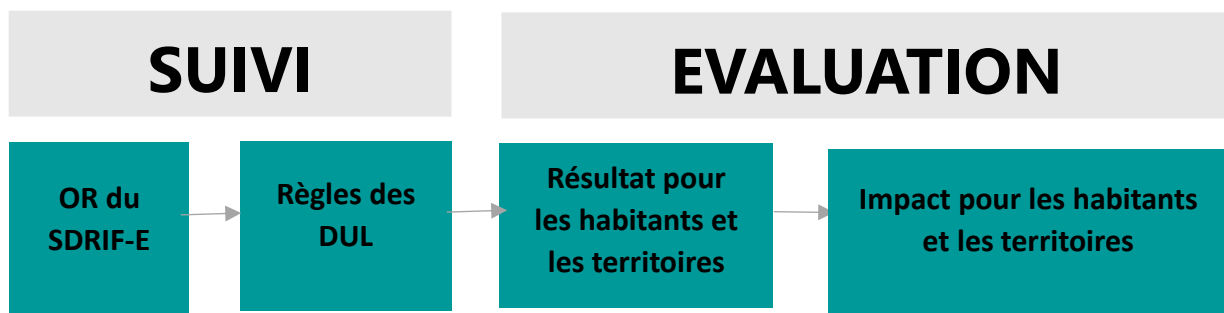 SUIVI
EVALUATION
OR du
SDRIF-E
Règles des
DUL
Résultat pour
les habitants et
les territoires
Impact pour les habitants
et les territoires